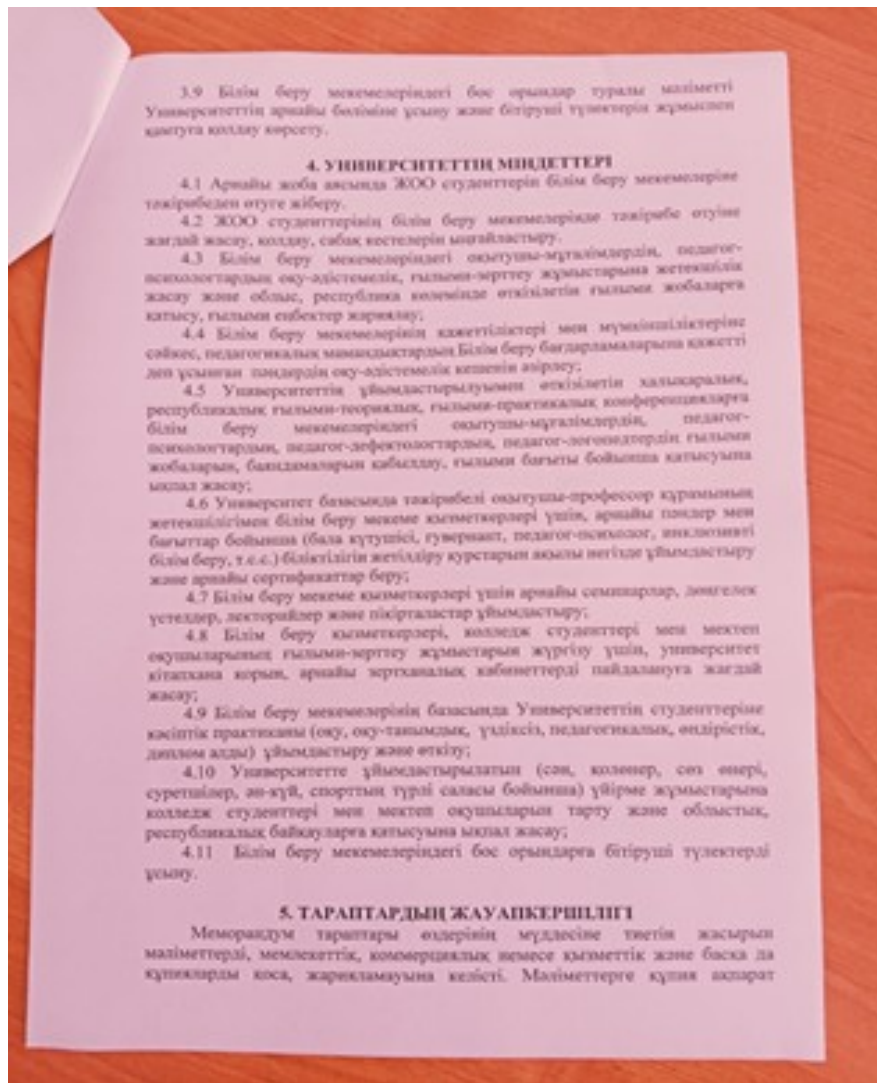 3.9 Білім беру мекемелеріндегі бос орындар туралы мәліметті
Университеттің арнайы бөліміне ұсыну және бітіруші түлектерін жұмыспен
қамтуға қолдау көрсету.
4. УНИВЕРСИТЕТТІҢ МІНДЕТТЕРІ
4.1 Арнайы жоба аясында ЖОО студенттерін білім беру мекемелеріне
тәжірибеден өтуге жіберу.
4.2 ЖОО студенттерінің білім беру мекемелерінде тәжірибе өтуіне
жағдай жасау, қолдау, сабақ кестелерін ыңғайластыру.
4.3 Білім беру мекемелеріндегі оқытушы-мұғалімдердің, педагог-
психологтардың оқу-әдістемелік, ғылыми-зерттеу жұмыстарына жетекшілік
жасау және облыс, республика көлемінде өткізілетін ғылыми жобаларға
қатысу, ғылыми еңбектер жариялау;
4.4 Білім беру мекемелерінің қажеттіліктері мен мүмкіншіліктеріне
сәйкес, педагогикалық мамандықтардың Білім беру бағдарламаларына қажетті
деп ұсынған пәндердің оқу-әдістемелік кешенін әзірлеу;
4.5 Университеттің ұйымдастырылуымен өткізілетін халықаралық,
республикалық ғылыми-теориялық, ғылыми-практикалық конференцияларға
білім беру мекемелеріндегі оқытушы-мұғалімдердің, педагог-
психологтардың, педагог-дефектологтардың, педагог-логопедтердің ғылыми
жобаларын, баяндамаларын қабылдау, ғылыми бағыты бойынша қатысуына
ықпал жасау;
4.6 Университет базасында тәжірибелі оқытушы-профессор құрамының
жетекшілігімен білім беру мекеме қызметкерлері үшін, арнайы пәндер мен
бағыттар бойынша (бала күтушісі, гувернант, педагог-психолог, инклюзивті
білім беру, т.с.с.) біліктілігін жетілдіру курстарын ақылы негізде ұйымдастыру
және арнайы сертификаттар беру;
4.7 Білім беру мекеме қызметкерлері үшін арнайы семинарлар, дөңгелек
үстелдер, лекторийлер және пікірталастар ұйымдастыру;
4.8 Білім беру қызметкерлері, колледж студенттері мен мектеп
оқушыларының ғылыми-зерттеу жұмыстарын жүргізу үшін, университет
кітапхана қорын, арнайы зертханалық кабинеттерді пайдалануға жағдай
жасау;
4.9 Білім беру мекемелерінің базасында Университеттің студенттеріне
кәсіптік практиканы (оқу, оқу-танымдық, үздіксіз, педагогикалық, өндірістік,
диплом алды) ұйымдастыру және өткізу;
4.10 Университетте ұйымдастырылатын (сән, қолөнер, сөз өнері,
суретшілер, ән-күй, спорттың түрлі саласы бойынша) үйірме жұмыстарына
колледж студенттері мен мектеп оқушыларын тарту және облыстық,
республикалық байқауларға қатысуына ықпал жасау;
4.11 Білім беру мекемелеріндегі бос орындарға бітіруші түлектерді
ұсыну.
5. ТАРАПТАРДЫҢ ЖАУАПКЕРШІЛІГІ
Меморандум тараптары өздерінің мүддесіне тиетін жасырын
мәліметтерді, мемлекеттік, коммерциялық немесе қызметтік және басқа да
құпияларды қоса, жарияламауына келісті. Мәліметтерге құпия ақпарат